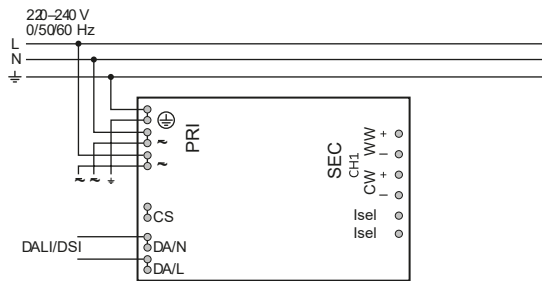 220–240 V
0/50/60 Hz
L
N
PRI
~
~
~ ~
SEC
CH1
WW + –
CW + –
Isel
Isel
CS
DALI/DSI
DA/N
DA/L